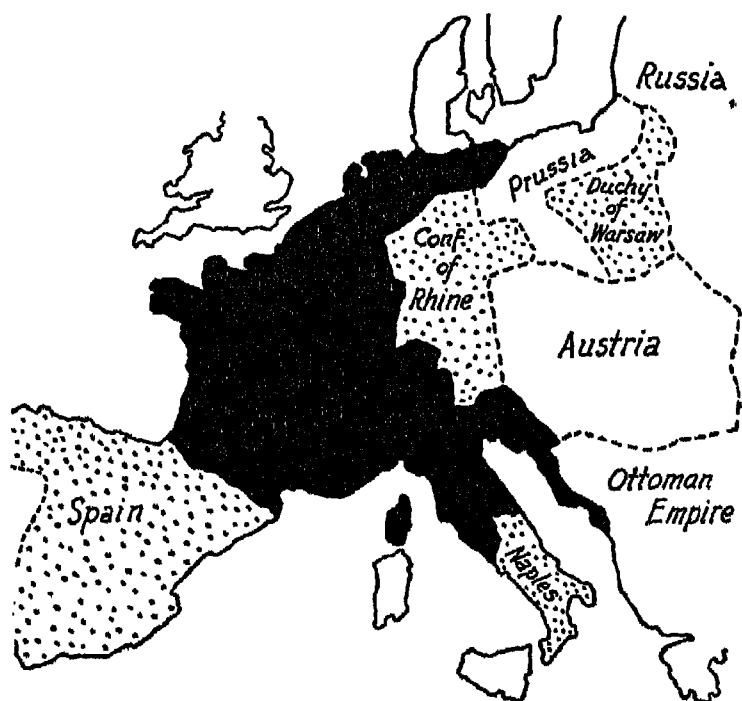 Russia
Prussia
Duchy
of
Warsaw
Conf.
of
Rhine
Austria
Ottoman
Empire
Spain
Naples